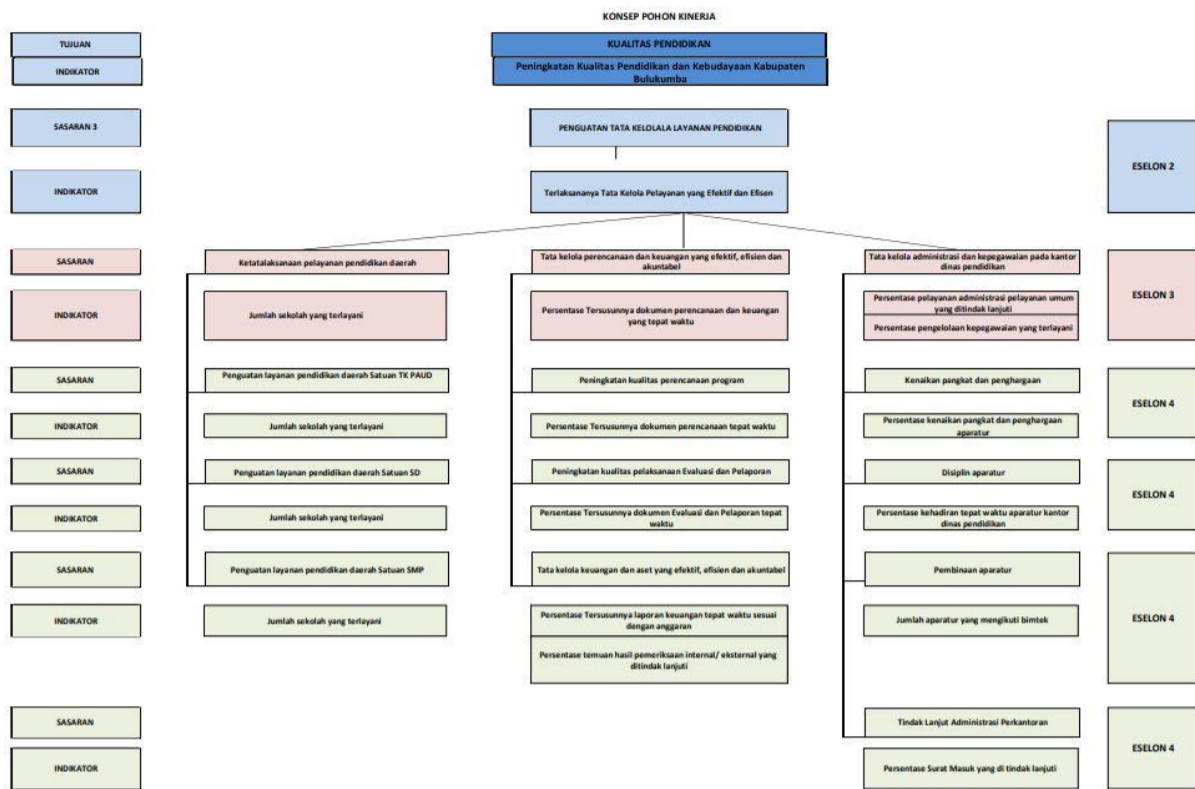 KONSEP POHON KINERJA
TUJUAN
KUALITAS PENDIDIKAN
INDIKATOR
Peningkatan Kualitas Pendidikan dan Kebudayaan Kabupaten
Bulukumba
SASARAN 3
PENGUATAN TATA KELOLALA LAYANAN PENDIDIKAN
ESELON 2
INDIKATOR
Terlaksananya Tata Kelola Pelayanan yang Efektif dan Efisen
SASARAN
Ketatalaksanaan pelayanan pendidikan daerah
Tata kelola perencanaan dan keuangan yang efektif, efisien dan
akuntabel
Tata kelola administrasi dan kepegawaian pada kantor
dinas pendidikan
ESELON 3
INDIKATOR
Jumlah sekolah yang terlayani
Persentase Tersusunnya dokumen perencanaan dan keuangan
yang tepat waktu
Persentase pelayanan administrasi pelayanan umum
yang ditindak lanjuti
Persentase pengelolaan kepegawaian yang terlayani
SASARAN
Penguatan layanan pendidikan daerah Satuan TK PAUD
Peningkatan kualitas perencanaan program
Kenaikan pangkat dan penghargaan
ESELON 4
INDIKATOR
Jumlah sekolah yang terlayani
Persentase Tersusunnya dokumen perencanaan tepat waktu
Persentase kenaikan pangkat dan penghargaan
aparatur
SASARAN
Penguatan layanan pendidikan daerah Satuan SD
Peningkatan kualitas pelaksanaan Evaluasi dan Pelaporan
Disiplin aparatur
ESELON 4
INDIKATOR
Jumlah sekolah yang terlayani
Persentase Tersusunnya dokumen Evaluasi dan Pelaporan tepat
waktu
Persentase kehadiran tepat waktu aparatur kantor
dinas pendidikan
SASARAN
Penguatan layanan pendidikan daerah Satuan SMP
Tata kelola keuangan dan aset yang efektif, efisien dan akuntabel
Pembinaan aparatur
ESELON 4
INDIKATOR
Jumlah sekolah yang terlayani
Persentase Tersusunnya laporan keuangan tepat waktu sesuai
dengan anggaran
Jumlah aparatur yang mengikuti bimtek
Persentase temuan hasil pemeriksaan internal/ eksternal yang
ditindak lanjuti
SASARAN
Tindak Lanjut Administrasi Perkantoran
ESELON 4
INDIKATOR
Persentase Surat Masuk yang di tindak lanjuti